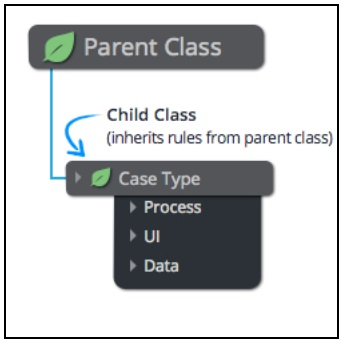 Parent Class
Child Class
(inherits rules from parent class)
Case Type
Process
UI
Data